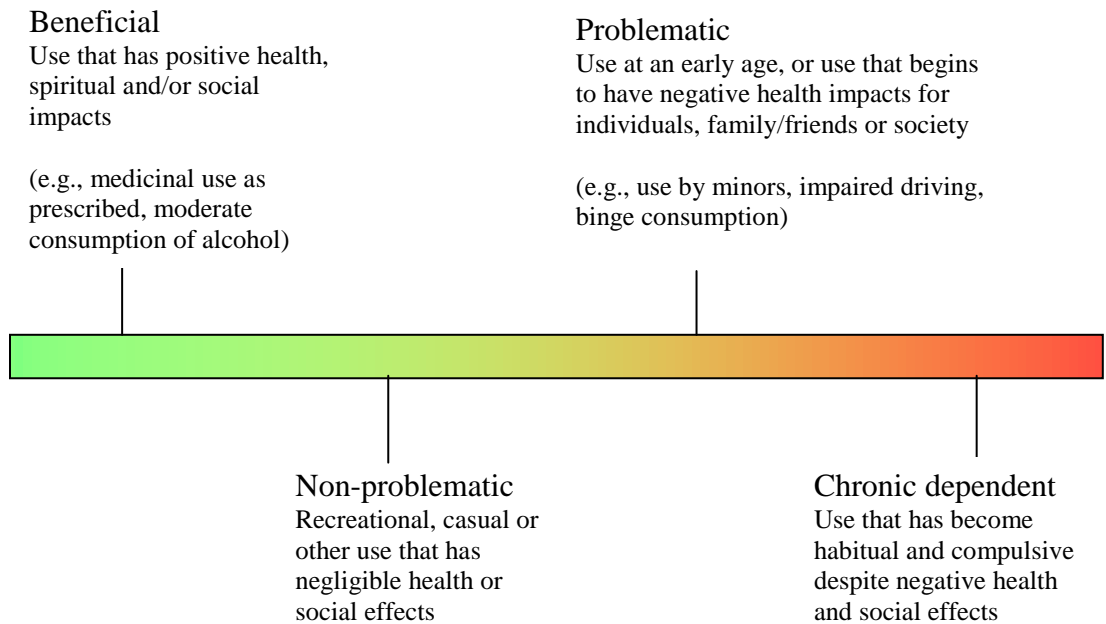 Beneficial
Use that has positive health,
spiritual and/or social
impacts
(e.g., medicinal use as
prescribed, moderate
consumption of alcohol)
Problematic
Use at an early age, or use that begins
to have negative health impacts for
individuals, family/friends or society
(e.g., use by minors, impaired driving,
binge consumption)
Non-problematic
Recreational, casual or
other use that has
negligible health or
social effects
Chronic dependent
Use that has become
habitual and compulsive
despite negative health
and social effects